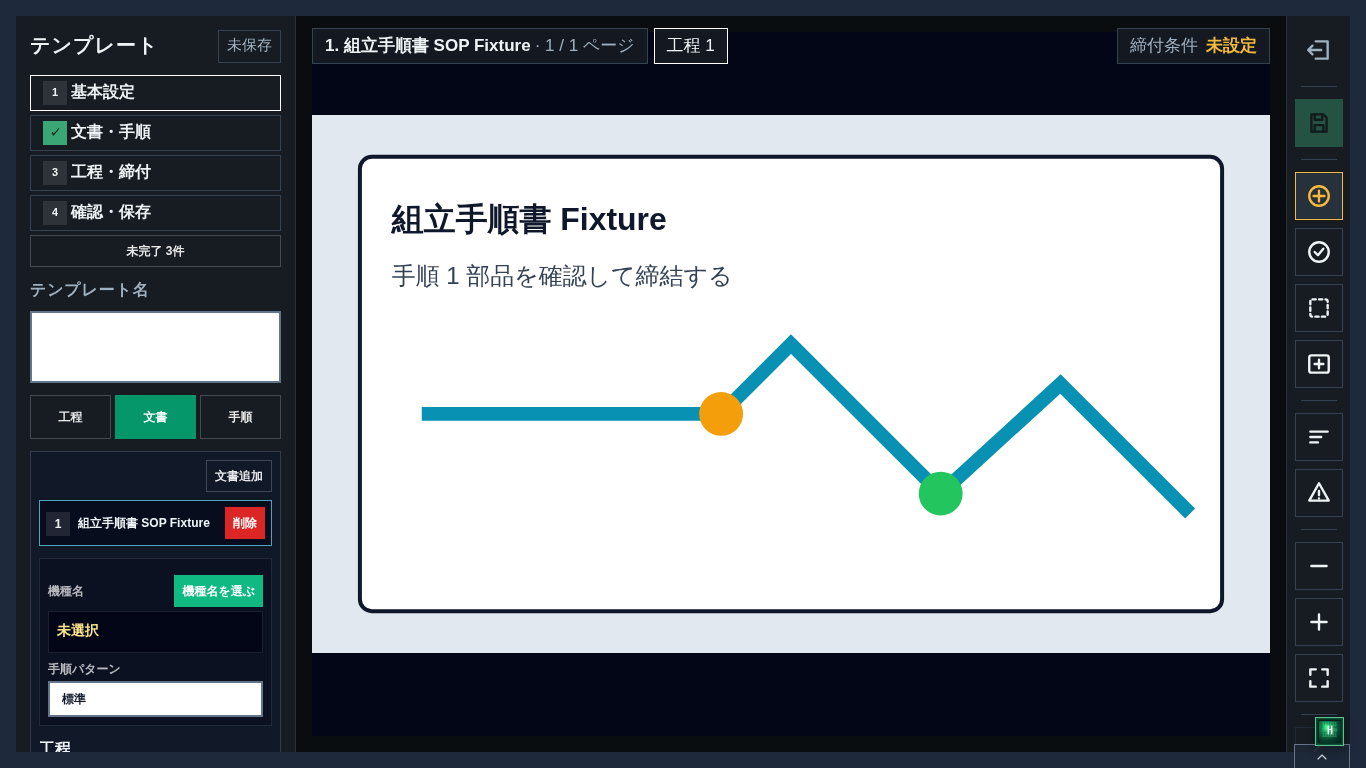 テンプレート
未保存
1 基本設定
✓ 文書・手順
3 工程・締付
4 確認・保存
未完了 3件
テンプレート名
工程
文書
手順
文書追加
1 組立手順書 SOP Fixture
削除
機種名
機種名を選ぶ
未選択
手順パターン
標準
工程
1. 組立手順書 SOP Fixture · 1 / 1 ページ
工程 1
締付条件 未設定
組立手順書 Fixture
手順 1 部品を確認して締結する